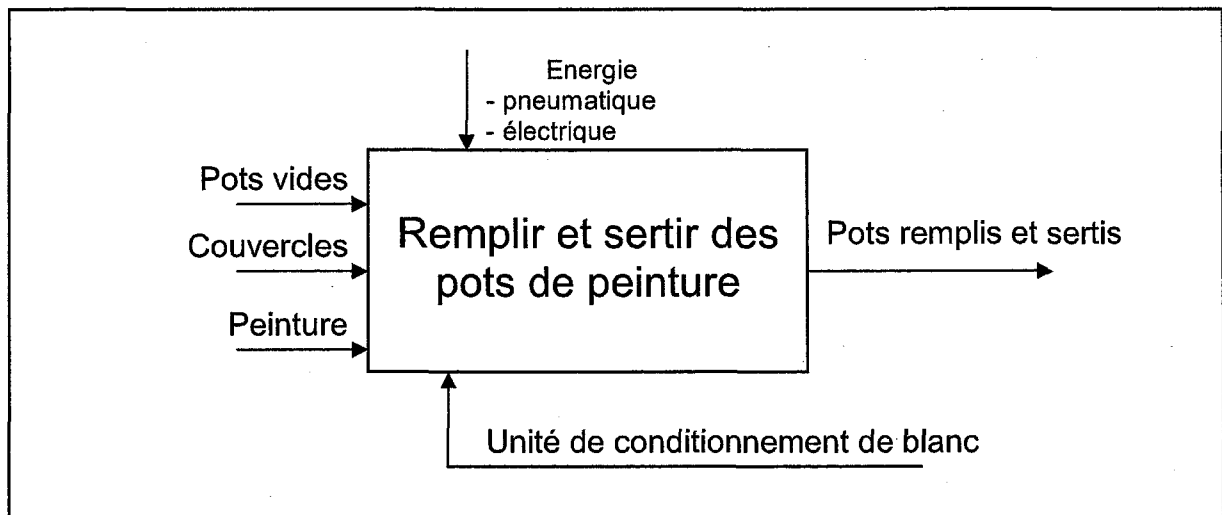 Energie
- pneumatique
- électrique
Pots vides
Couvercles
Peinture
Remplir et sertir des
pots de peinture
Pots remplis et sertis
Unité de conditionnement de blanc